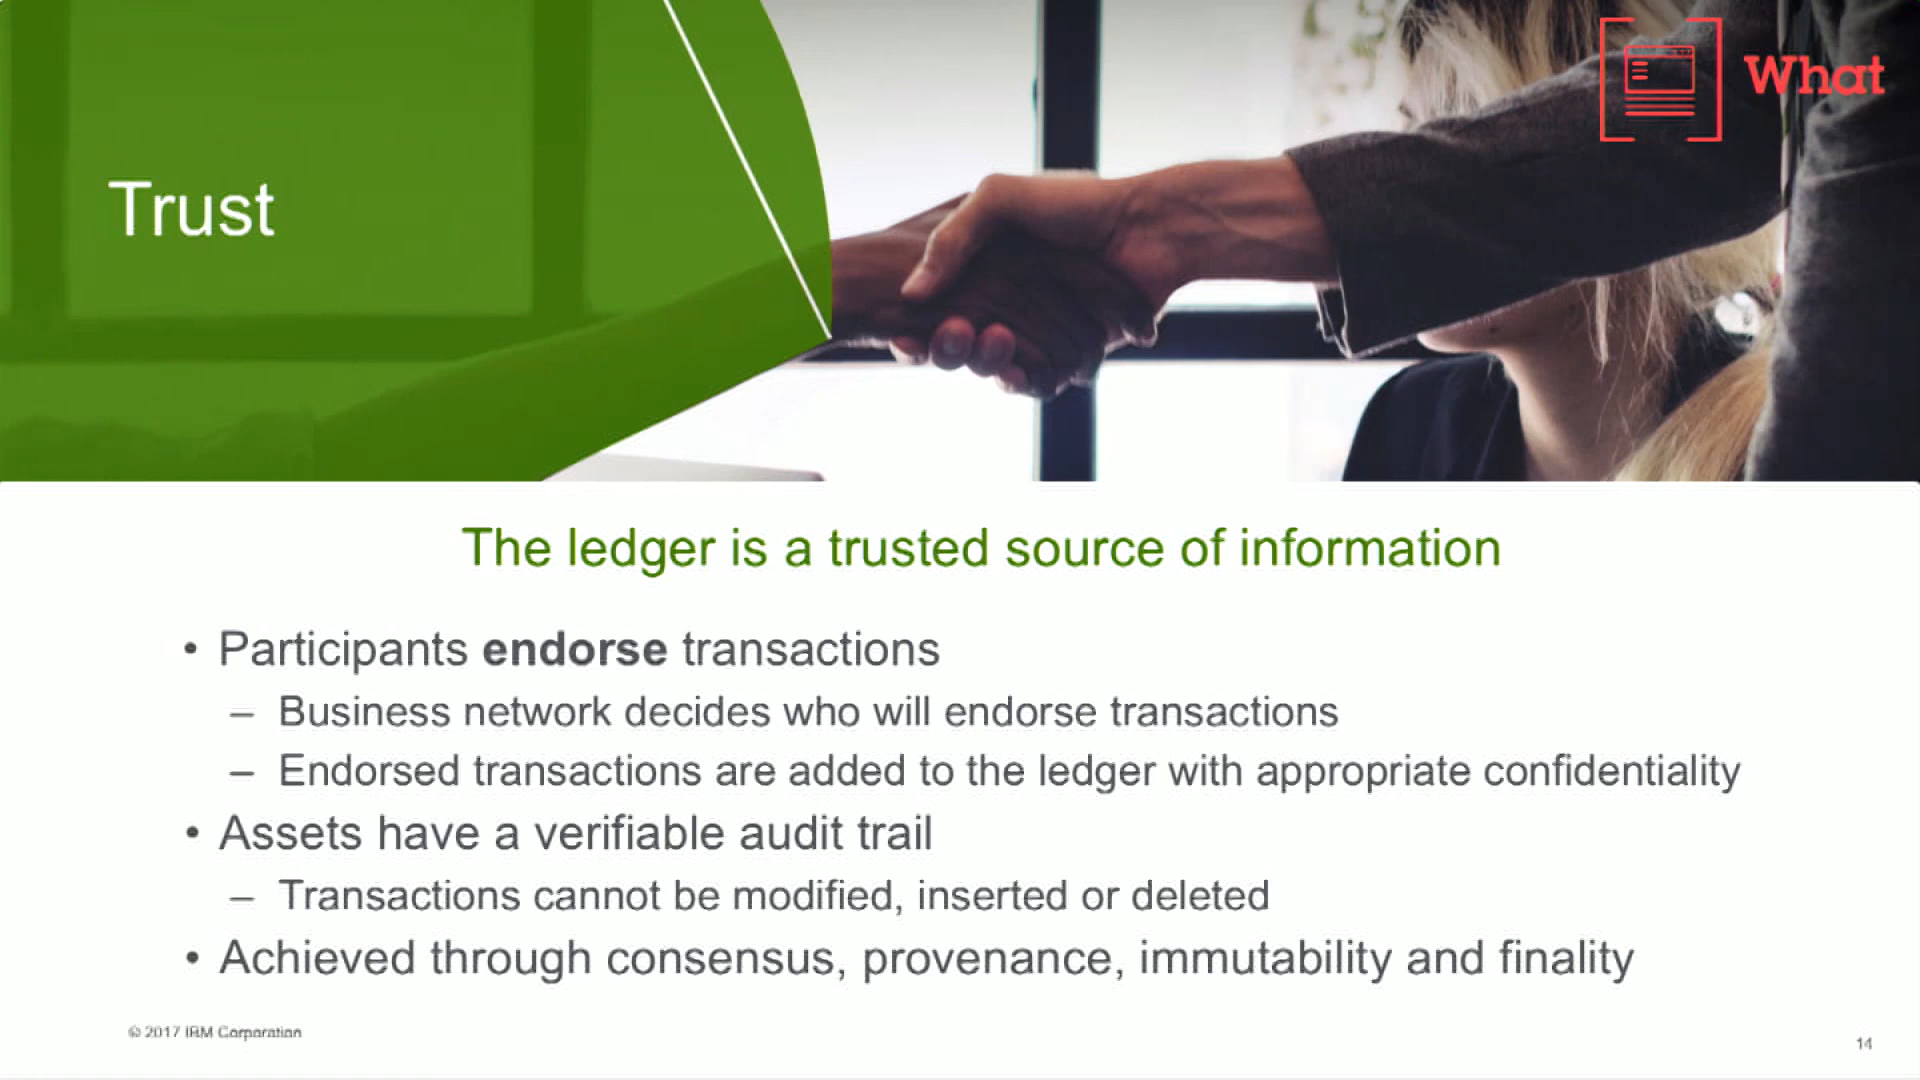 What
Trust
The ledger is a trusted source of information
• Participants endorse transactions
– Business network decides who will endorse transactions
– Endorsed transactions are added to the ledger with appropriate confidentiality
• Assets have a verifiable audit trail
– Transactions cannot be modified, inserted or deleted
• Achieved through consensus, provenance, immutability and finality
© 2017 IBM Corporation
14